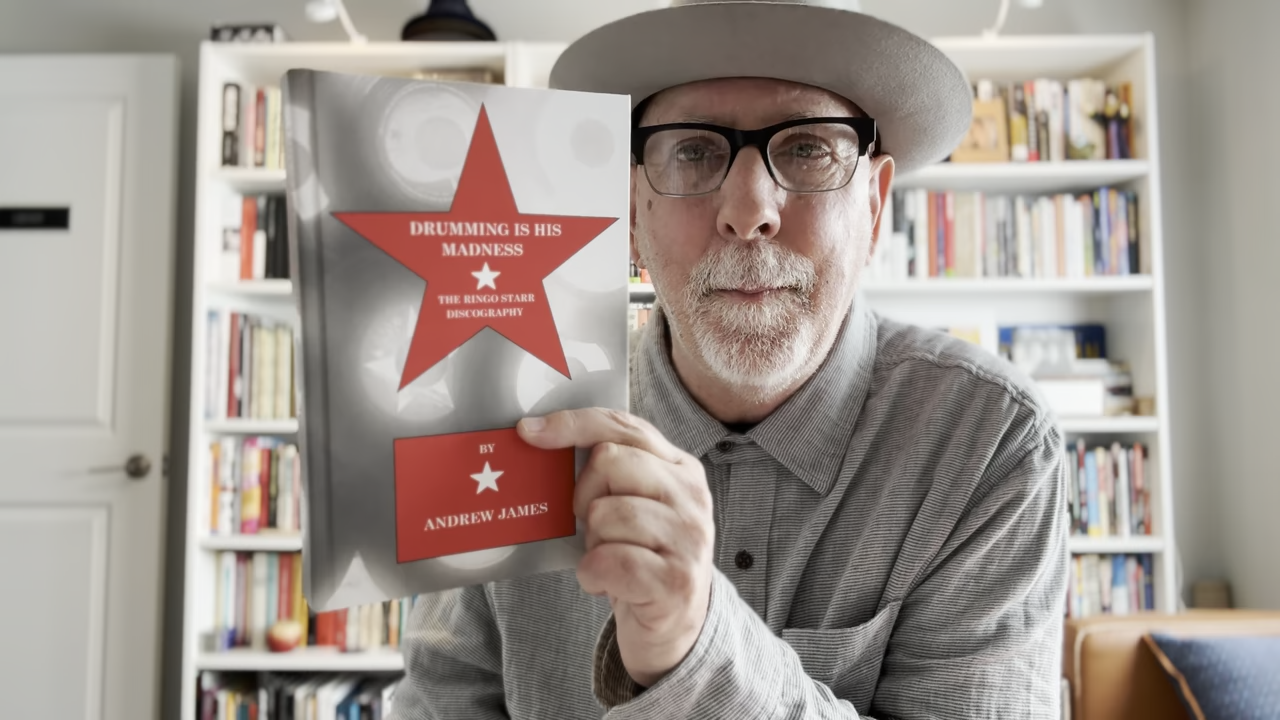 DRUMMING IS HIS
MADNESS
THE RINGO STARR
DISCOGRAPHY
BY
ANDREW JAMES